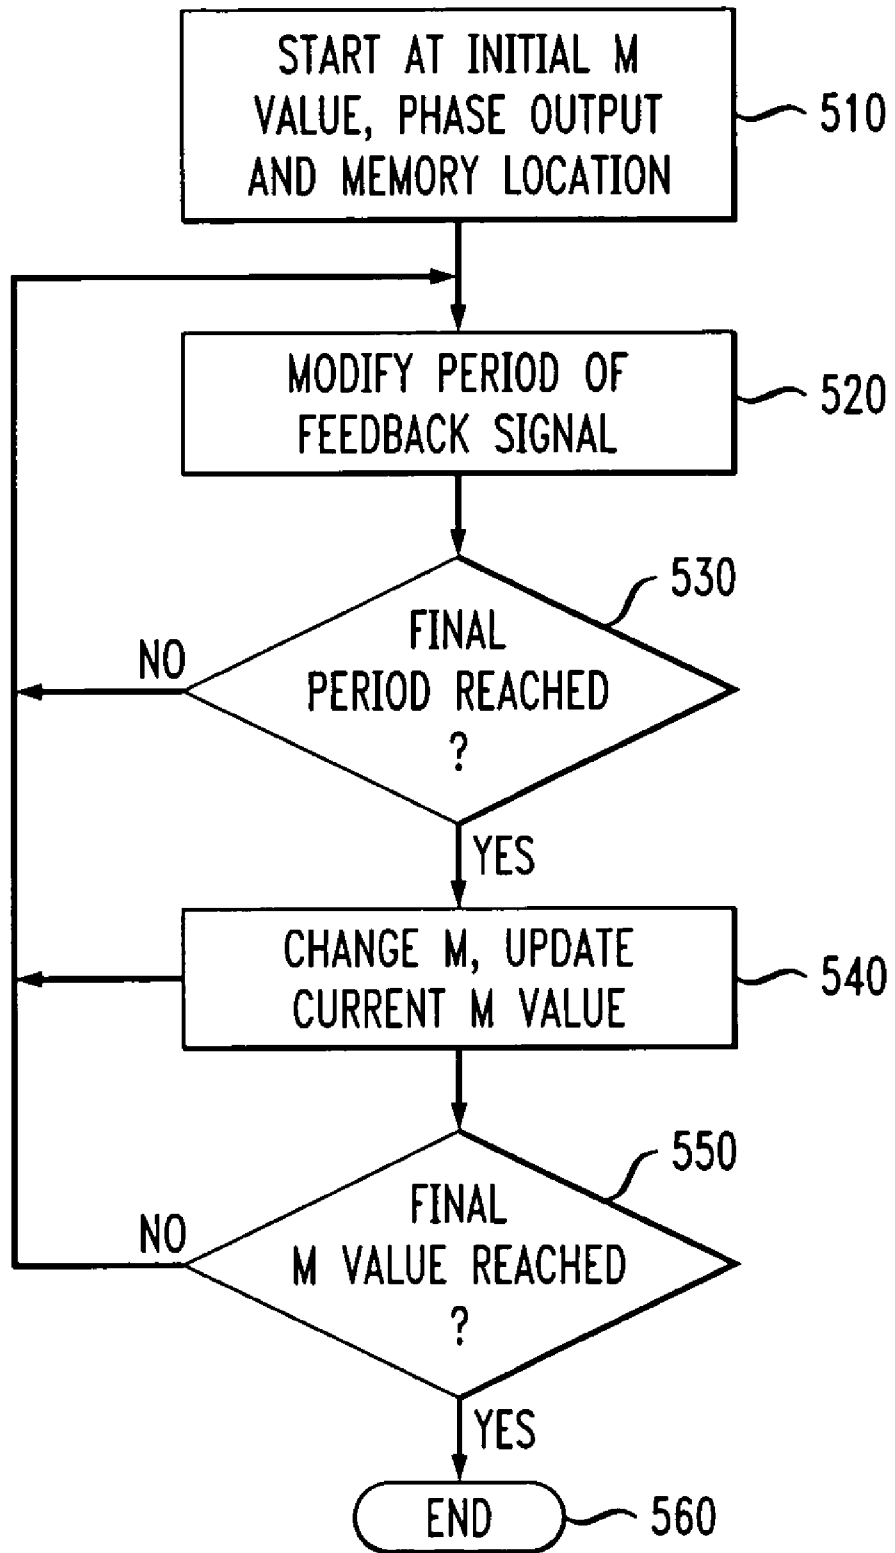 START AT INITIAL M
VALUE, PHASE OUTPUT
AND MEMORY LOCATION
510
MODIFY PERIOD OF
FEEDBACK SIGNAL
520
530
FINAL
PERIOD REACHED
?
NO
YES
CHANGE M, UPDATE
CURRENT M VALUE
540
550
FINAL
M VALUE REACHED
?
NO
YES
END
560